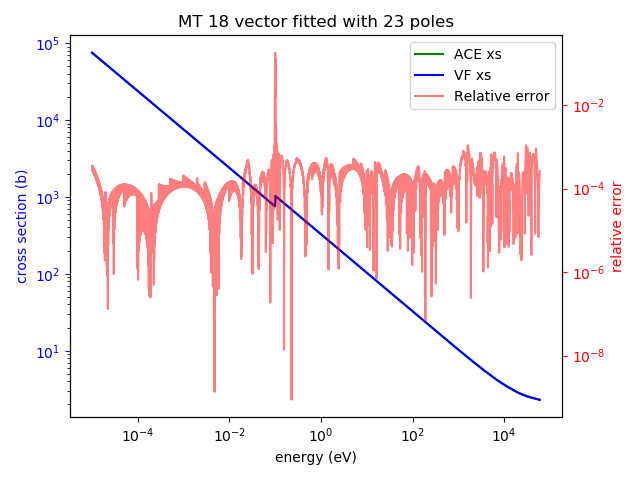 MT 18 vector fitted with 23 poles
ACE xs
VF xs
Relative error
cross section (b)
10^5
10^4
10^3
10^2
10^1
10^-2
10^-4
10^-6
10^-8
relative error
10^-4
10^-2
10^0
10^2
10^4
energy (eV)